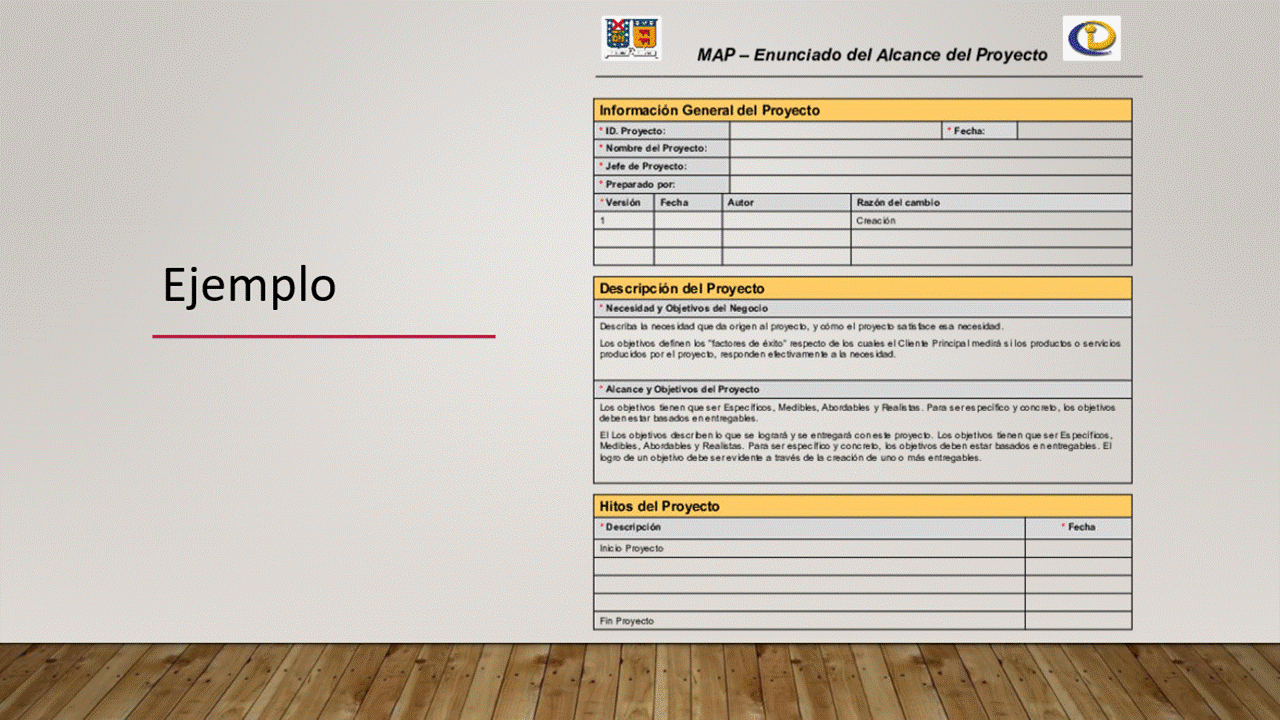 Ejemplo
MAP – Enunciado del Alcance del Proyecto
Información General del Proyecto
* ID. Proyecto: * Fecha:
* Nombre del Proyecto:
* Jefe de Proyecto:
* Preparado por:
* Versión Fecha Autor Razón del cambio
1 Creación
Descripción del Proyecto
* Necesidad y Objetivos del Negocio
Describa la necesidad que da origen al proyecto, y cómo el proyecto satisface esa necesidad.
Los objetivos definen los "factores de éxito" respecto de los cuales el Cliente Principal medirá si los productos o servicios
producidos por el proyecto, responden efectivamente a la necesidad.
* Alcance y Objetivos del Proyecto
Los objetivos tienen que ser Específicos, Medibles, Abordables y Realistas. Para ser específico y concreto, los objetivos
deben estar basados en entregables.
El Los objetivos describen lo que se logrará y se entregará con este proyecto. Los objetivos tienen que ser Específicos,
Medibles, Abordables y Realistas. Para ser específico y concreto, los objetivos deben estar basados en entregables. El
logro de un objetivo debe ser evidente a través de la creación de uno o más entregables.
Hitos del Proyecto
* Descripción * Fecha
Inicio Proyecto
Fin Proyecto